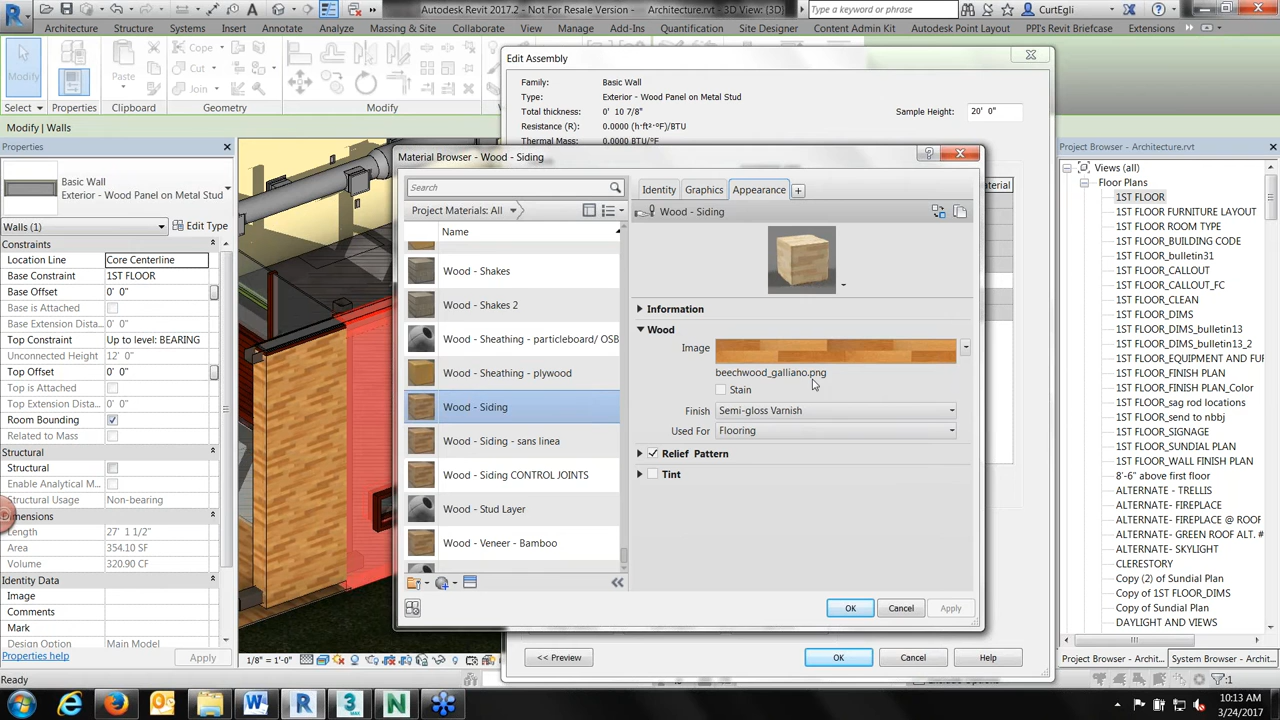 Autodesk Revit 2017.2 - Not For Resale Version - Architecture.rvt - 3D View: {3D}
Type a keyword or phrase
CurtEgli
Architecture Structure Systems Insert Annotate Analyze Massing & Site Collaborate View Manage Add-Ins Quantification Site Designer Content Admin Kit Autodesk Point Layout PPI's Revit Briefcase Extensions
Modify
Cope
Cut
Join
Paste
Select Properties Clipboard Geometry Modify
Modify | Walls
Properties
Basic Wall
Exterior - Wood Panel on Metal Stud
Walls (1)
Edit Type
Constraints
Location Line Core Centerline
Base Constraint 1ST FLOOR
Base Offset 0' 0"
Base is Attached
Base Extension Dista... 0' 0"
Top Constraint Up to level: BEARING
Unconnected Height 12' 0"
Top Offset 0' 0"
Top is Attached
Top Extension Distan... 0' 0"
Room Bounding
Related to Mass
Structural
Structural
Enable Analytical M...
Structural Usage Non-bearing
Dimensions
Length 27' 1 1/2"
Area 354.10 SF
Volume 320.90 CF
Identity Data
Image
Comments
Mark
Design Option Main Model
Properties help
Apply
1/8" = 1'-0"
Ready
Edit Assembly
Family: Basic Wall
Type: Exterior - Wood Panel on Metal Stud
Total thickness: 0' 10 7/8"
Sample Height: 20' 0"
Resistance (R): 0.0000 (h·ft²·°F)/BTU
Thermal Mass: 0.0000 BTU/°F
<< Preview
OK
Cancel
Help
Material Browser - Wood - Siding
Search
Project Materials: All
Name
Wood - Shakes
Wood - Shakes 2
Wood - Sheathing - particleboard/ OSB
Wood - Sheathing - plywood
Wood - Siding
Wood - Siding - sans linea
Wood - Siding CONTROL JOINTS
Wood - Stud Layer
Wood - Veneer - Bamboo
Identity Graphics Appearance
Wood - Siding
Information
Wood
Image
beechwood_galliano.png
Stain
Finish Semi-gloss Varnish
Used For Flooring
Relief Pattern
Tint
OK
Cancel
Apply
Project Browser - Architecture.rvt
Views (all)
Floor Plans
1ST FLOOR
1ST FLOOR FURNITURE LAYOUT
1ST FLOOR ROOM TYPE
1ST FLOOR_BUILDING CODE
1ST FLOOR_bulletin31
1ST FLOOR_CALLOUT
1ST FLOOR_CALLOUT_FC
1ST FLOOR_CLEAN
1ST FLOOR_DIMS
1ST FLOOR_DIMS_bulletin13
1ST FLOOR_DIMS_bulletin13_2
1ST FLOOR_EQUIPMENT AND FUR
1ST FLOOR_FINISH PLAN
1ST FLOOR_FINISH PLAN_Color
1ST FLOOR_sag rod locations
1ST FLOOR_send to nbbj
1ST FLOOR_SIGNAGE
1ST FLOOR_SUNDIAL PLAN
1ST FLOOR_WALL FINISH PLAN
8'-6" above first floor
ALTERNATE - TRELLIS
ALTERNATE- FIREPLACE
ALTERNATE- FIREPLACE @ ROOF
ALTERNATE- GREEN ROOF ALT. #
ALTERNATE- SKYLIGHT
CLERESTORY
Copy (2) of Sundial Plan
Copy of 1ST FLOOR_DIMS
Copy of Sundial Plan
DAYLIGHT AND VIEWS
Project Browser - Archit...
System Browser - Archit...
:1
10:13 AM
3/24/2017